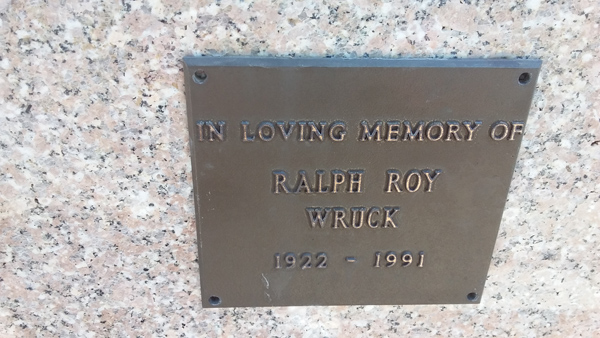 IN LOVING MEMORY OF
RALPH ROY
WRUCK
1922 - 1991